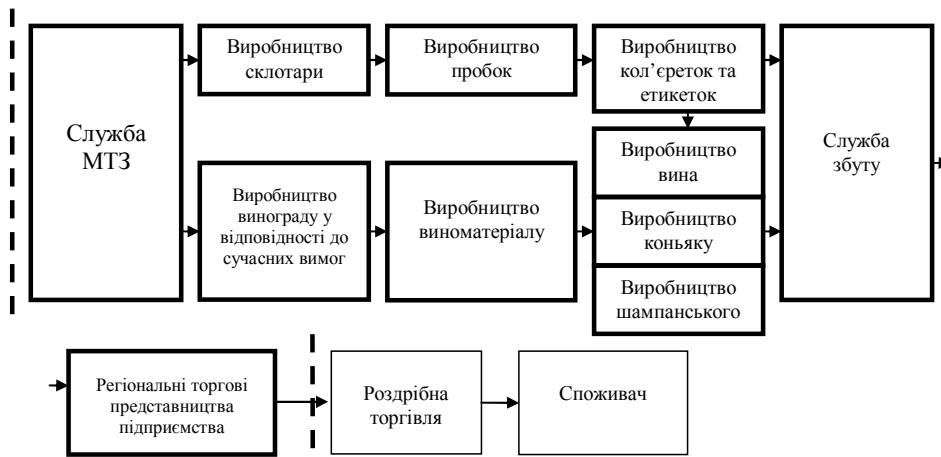 Служба
МТЗ
Виробництво
склотари
Виробництво
пробок
Виробництво
кол’єреток та
етикеток
Виробництво
винограду у
відповідності до
сучасних вимог
Виробництво
виноматеріалу
Виробництво
вина
Виробництво
коньяку
Виробництво
шампанського
Служба
збуту
Регіональні торгові
представництва
підприємства
Роздрібна
торгівля
Споживач